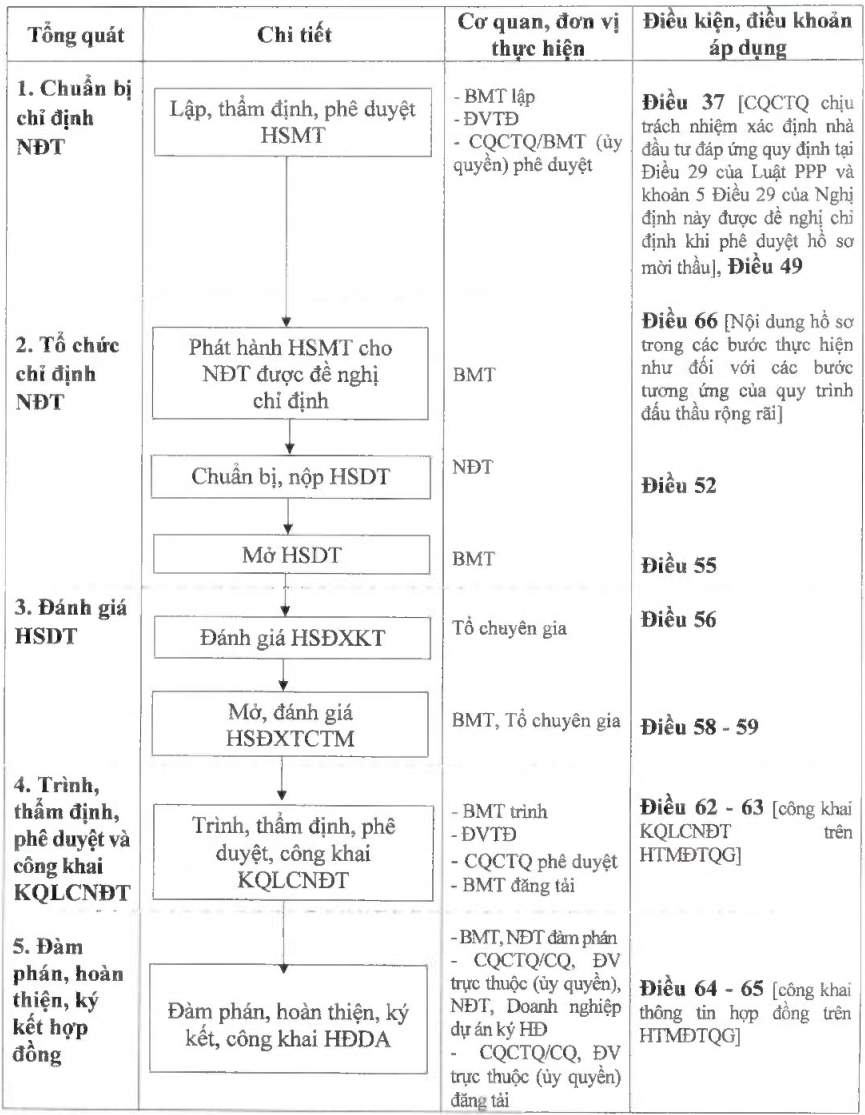 Tổng quát
Chi tiết
Cơ quan, đơn vị
thực hiện
Điều kiện, điều khoản
áp dụng
1. Chuẩn bị
chỉ định
NĐT
Lập, thẩm định, phê duyệt
HSMT
- BMT lập
- ĐVTĐ
- CQCTQ/BMT (ủy
quyền) phê duyệt
Điều 37 [CQCTQ chịu
trách nhiệm xác định nhà
đầu tư đáp ứng quy định tại
Điều 29 của Luật PPP và
khoản 5 Điều 29 của Nghị
định này được đề nghị chỉ
định khi phê duyệt hồ sơ
mời thầu], Điều 49
2. Tổ chức
chỉ định
NĐT
Phát hành HSMT cho
NĐT được đề nghị
chỉ định
BMT
Điều 66 [Nội dung hồ sơ
trong các bước thực hiện
như đối với các bước
tương ứng của quy trình
đấu thầu rộng rãi]
Chuẩn bị, nộp HSDT
NĐT
Điều 52
Mở HSDT
BMT
Điều 55
3. Đánh giá
HSDT
Đánh giá HSĐXKT
Tổ chuyên gia
Điều 56
Mở, đánh giá
HSĐXTCTM
BMT, Tổ chuyên gia
Điều 58 - 59
4. Trình,
thẩm định,
phê duyệt và
công khai
KQLCNĐT
Trình, thẩm định, phê
duyệt, công khai
KQLCNĐT
- BMT trình
- ĐVTĐ
- CQCTQ phê duyệt
- BMT đăng tải
Điều 62 - 63 [công khai
KQLCNĐT trên
HTMĐTQG]
5. Đàm
phán, hoàn
thiện, ký
kết hợp
đồng
Đàm phán, hoàn thiện, ký
kết, công khai HĐDA
- BMT, NĐT đàm phán
- CQCTQ/CQ, ĐV
trực thuộc (ủy quyền),
NĐT, Doanh nghiệp
dự án ký HĐ
- CQCTQ/CQ, ĐV
trực thuộc (ủy quyền)
đăng tải
Điều 64 - 65 [công khai
thông tin hợp đồng trên
HTMĐTQG]